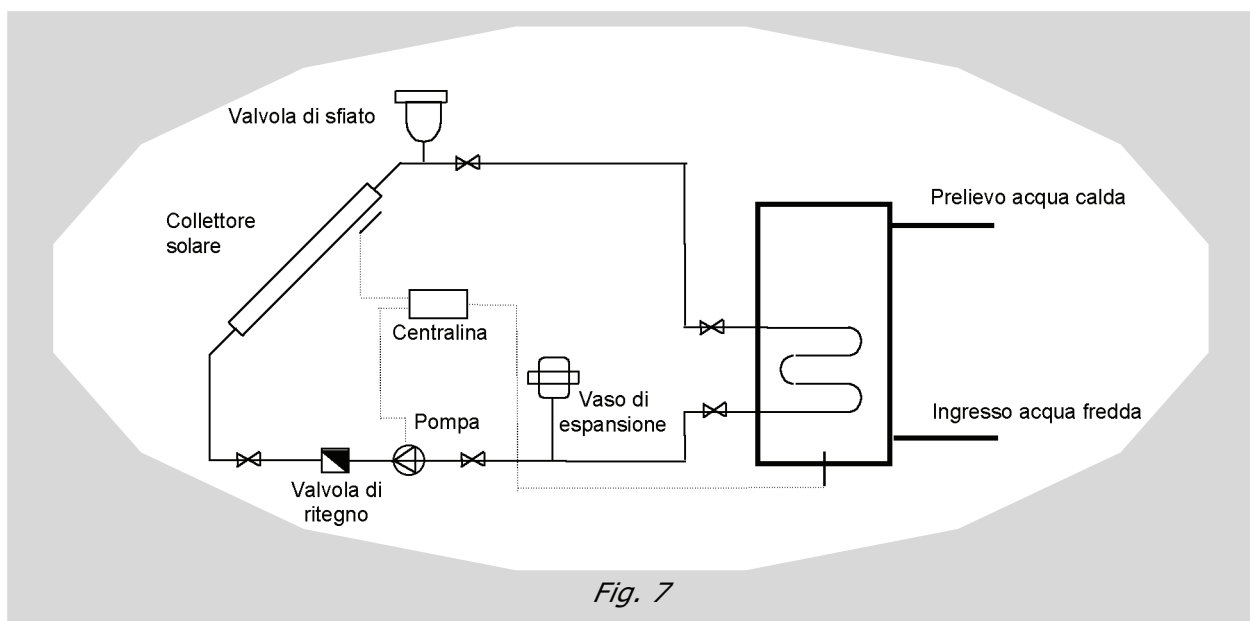 Valvola di sfiato
Prelievo acqua calda
Collettore
solare
Centralina
Vaso di
espansione
Ingresso acqua fredda
Pompa
Valvola di
ritegno
Fig. 7